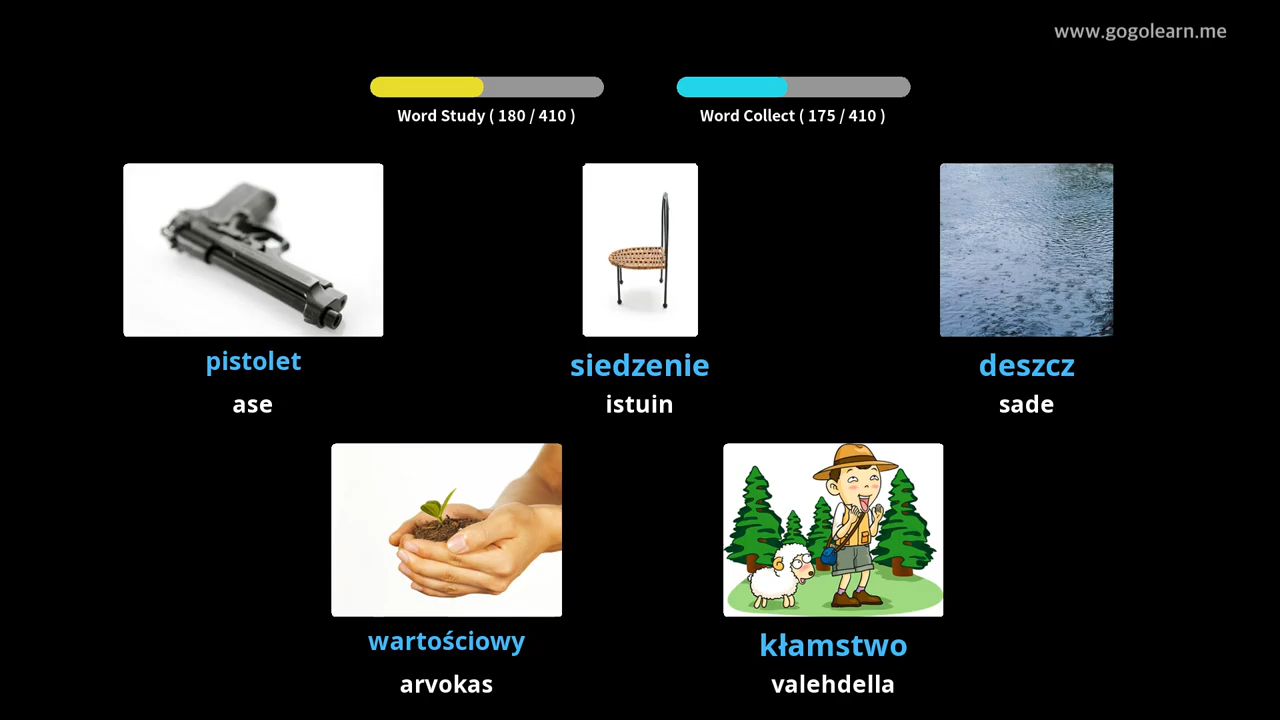 www.gogolearn.me
Word Study ( 180 / 410 )
Word Collect ( 175 / 410 )
pistolet
siedzenie
deszcz
ase
istuin
sade
wartościowy
kłamstwo
arvokas
valehdella